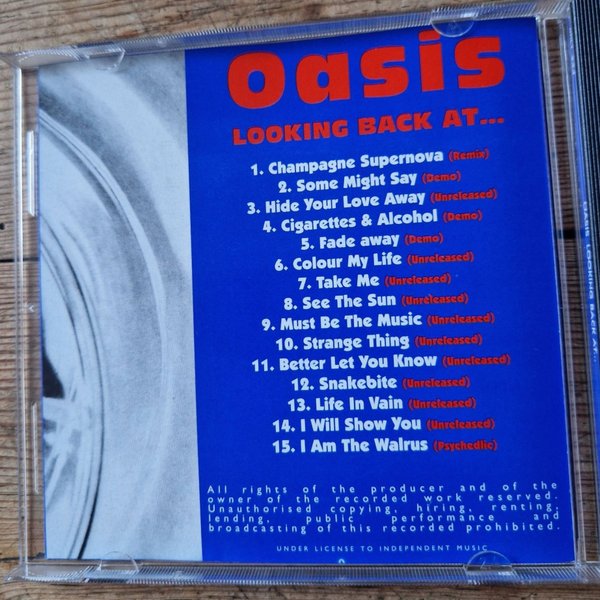 Oasis
LOOKING BACK AT...
1. Champagne Supernova (Remix)
2. Some Might Say (Demo)
3. Hide Your Love Away (Unreleased)
4. Cigarettes & Alcohol (Demo)
5. Fade away (Demo)
6. Colour My Life (Unreleased)
7. Take Me (Unreleased)
8. See The Sun (Unreleased)
9. Must Be The Music (Unreleased)
10. Strange Thing (Unreleased)
11. Better Let You Know (Unreleased)
12. Snakebite (Unreleased)
13. Life In Vain (Unreleased)
14. I Will Show You (Unreleased)
15. I Am The Walrus (Psychedlic)
All rights of the producer and of the
owner of the recorded work reserved.
Unauthorised copying, hiring, renting,
lending, public performance and
broadcasting of this recorded prohibited.
UNDER LICENSE TO INDEPENDENT MUSIC
OASIS LOOKING BACK AT...